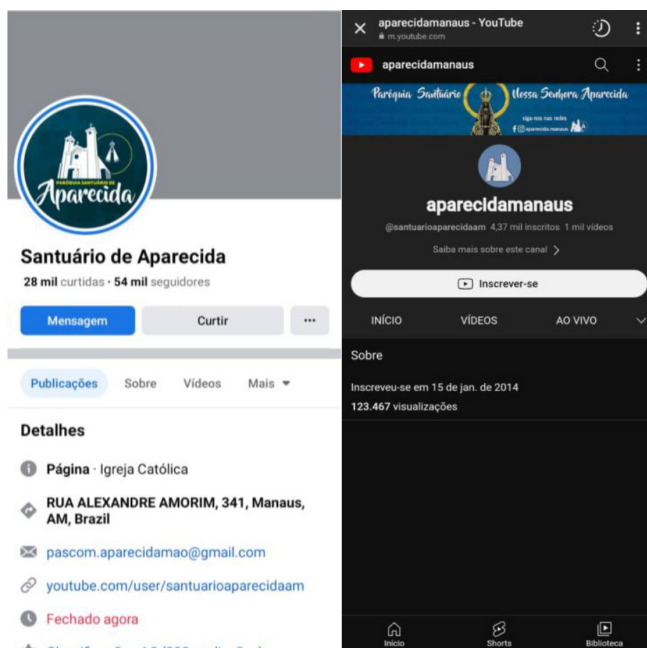 PARÓQUIA SANTUÁRIO DE
Aparecida
Santuário de Aparecida
28 mil curtidas • 54 mil seguidores
Mensagem
Curtir
...
Publicações
Sobre
Vídeos
Mais
Detalhes
Página · Igreja Católica
RUA ALEXANDRE AMORIM, 341, Manaus,
AM, Brazil
pascom.aparecidamao@gmail.com
youtube.com/user/santuarioaparecidaam
Fechado agora
aparecidamanaus - YouTube
m.youtube.com
aparecidamanaus
Paróquia Santuário Nossa Senhora Aparecida
siga nos nas redes
aparecida.manaus
aparecidamanaus
@santuarioaparecidaam 4,37 mil inscritos 1 mil vídeos
Saiba mais sobre este canal
Inscrever-se
INÍCIO
VÍDEOS
AO VIVO
Sobre
Inscreveu-se em 15 de jan. de 2014
123.467 visualizações
Início
Shorts
Biblioteca